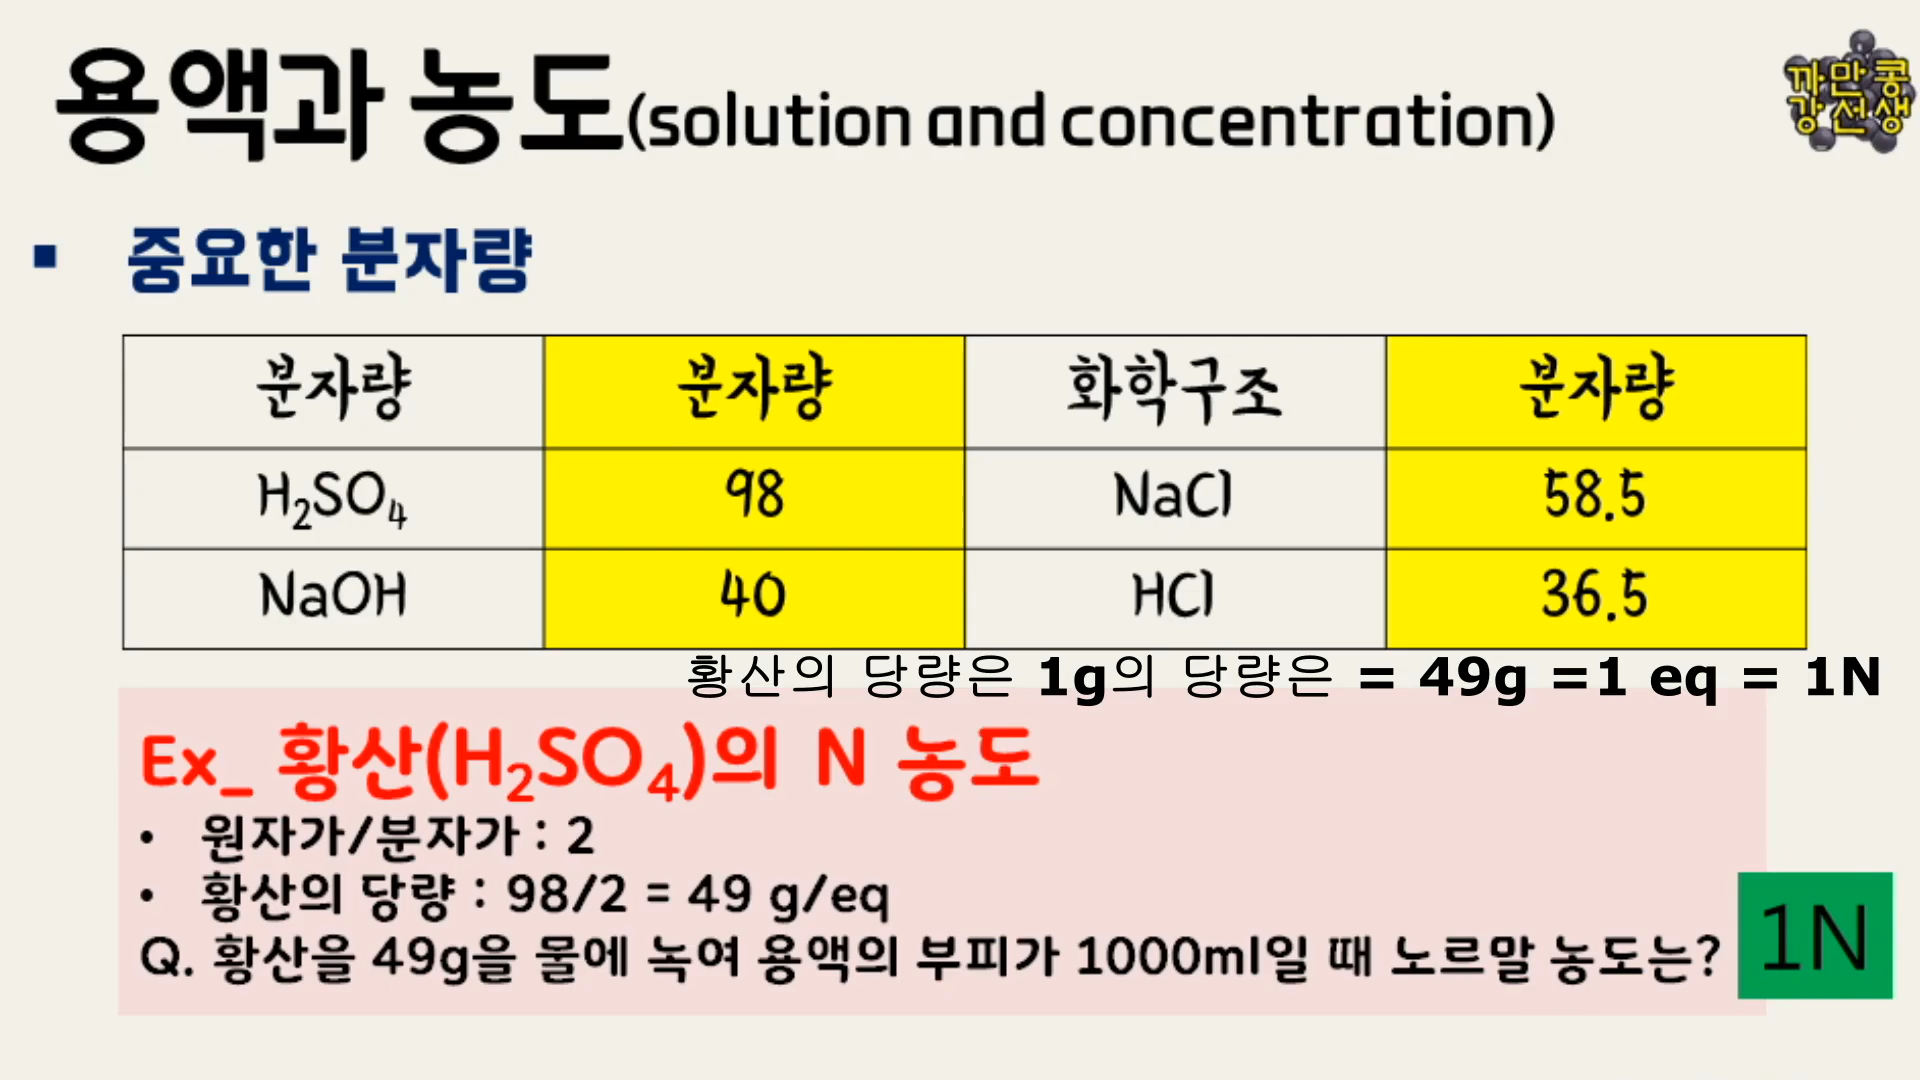 용액과 농도(solution and concentration)
까만콩
강선생
▪ 중요한 분자량
분자량 분자량 화학구조 분자량
H₂SO₄ 98 NaCl 58.5
NaOH 40 HCl 36.5
황산의 당량은 1g의 당량은 = 49g =1 eq = 1N
Ex_ 황산(H₂SO₄)의 N 농도
• 원자가/분자가 : 2
• 황산의 당량 : 98/2 = 49 g/eq
Q. 황산을 49g을 물에 녹여 용액의 부피가 1000ml일 때 노르말 농도는?
1N